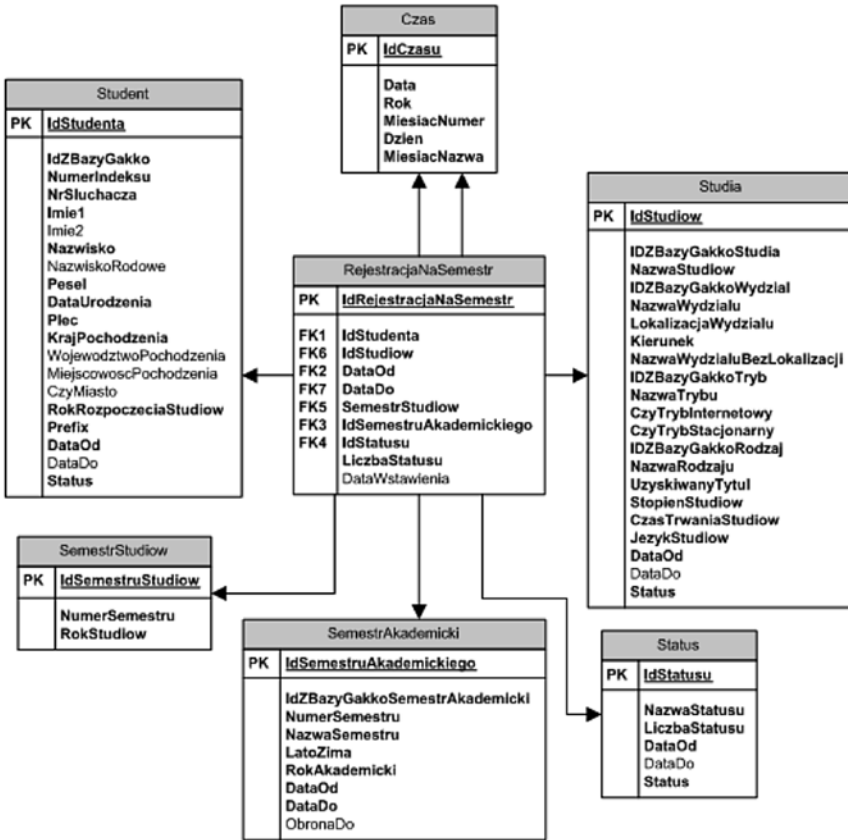 Czas
PK IdCzasu
Data
Rok
MiesiacNumer
Dzien
MiesiacNazwa
Student
PK IdStudenta
IdZBazyGakko
NumerIndeksu
NrSluchacza
Imie1
Imie2
Nazwisko
NazwiskoRodowe
Pesel
DataUrodzenia
Plec
KrajPochodzenia
WojewodztwoPochodzenia
MiejscowoscPochodzenia
CzyMiasto
RokRozpoczeciaStudiow
Prefix
DataOd
DataDo
Status
RejestracjaNaSemestr
PK IdRejestracjaNaSemestr
FK1 IdStudenta
FK6 IdStudiow
FK2 DataOd
FK7 DataDo
FK5 SemestrStudiow
FK3 IdSemestruAkademickiego
FK4 IdStatusu
LiczbaStatusu
DataWstawienia
Studia
PK IdStudiow
IDZBazyGakkoStudia
NazwaStudiow
IDZBazyGakkoWydzial
NazwaWydzialu
LokalizacjaWydzialu
Kierunek
NazwaWydzialuBezLokalizacji
IDZBazyGakkoTryb
NazwaTrybu
CzyTrybInternetowy
CzyTrybStacjonarny
IDZBazyGakkoRodzaj
NazwaRodzaju
UzyskiwanyTytul
StopienStudiow
CzasTrwaniaStudiow
JezykStudiow
DataOd
DataDo
Status
SemestrStudiow
PK IdSemestruStudiow
NumerSemestru
RokStudiow
SemestrAkademicki
PK IdSemestruAkademickiego
IdZBazyGakkoSemestrAkademicki
NumerSemestru
NazwaSemestru
LatoZima
RokAkademicki
DataOd
DataDo
ObronaDo
Status
PK IdStatusu
NazwaStatusu
LiczbaStatusu
DataOd
DataDo
Status